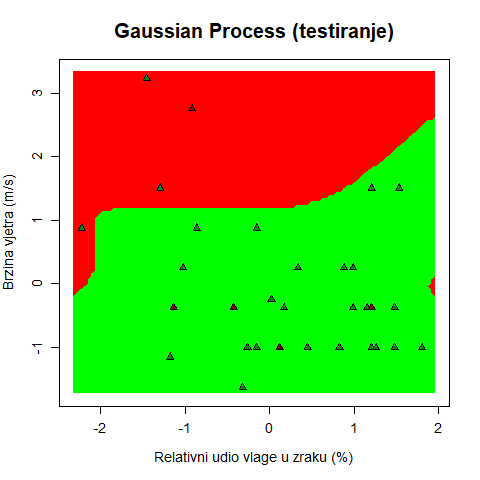 Gaussian Process (testiranje)
Brzina vjetra (m/s)
3
2
1
0
-1
-2 -1 0 1 2
Relativni udio vlage u zraku (%)